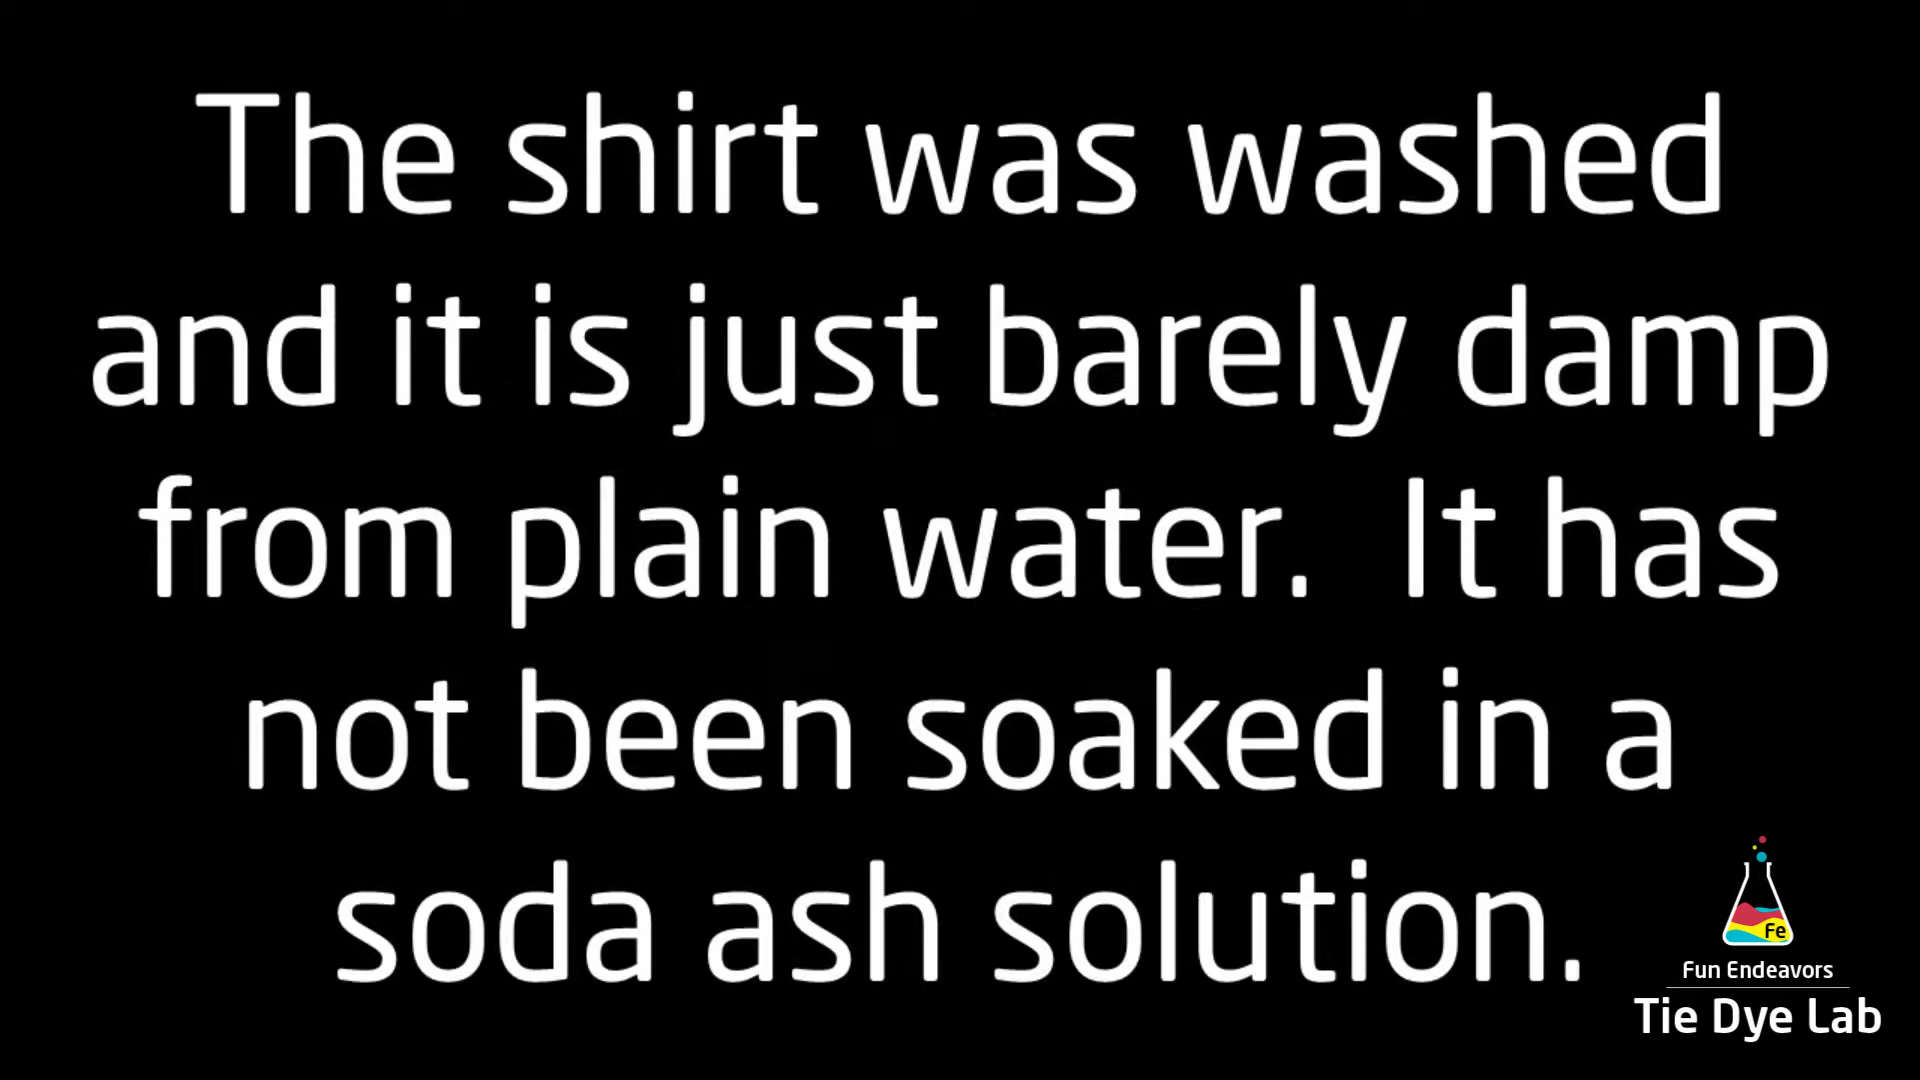 The shirt was washed
and it is just barely damp
from plain water.  It has
not been soaked in a
soda ash solution.
Fe
Fun Endeavors
Tie Dye Lab